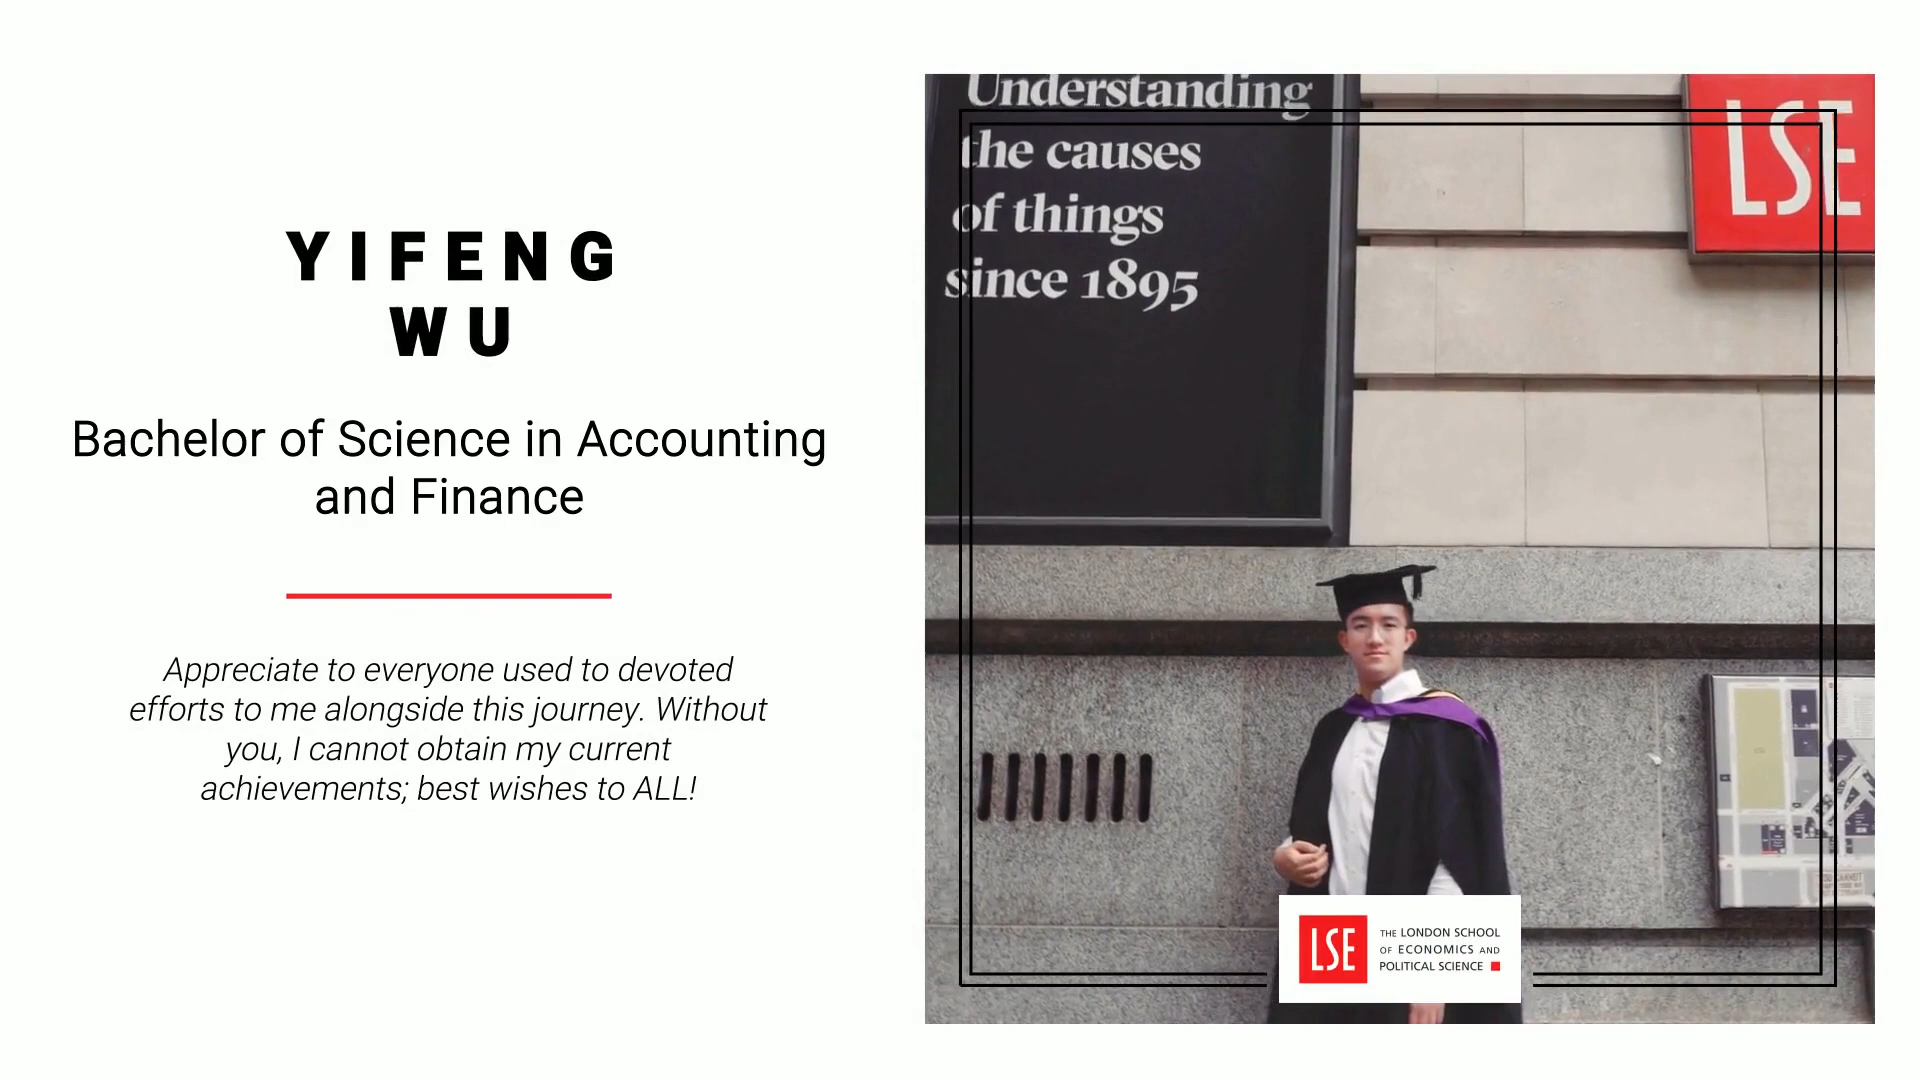 YIFENG
WU
Bachelor of Science in Accounting
and Finance
Appreciate to everyone used to devoted
efforts to me alongside this journey. Without
you, I cannot obtain my current
achievements; best wishes to ALL!
Understanding
the causes
of things
since 1895
LSE
LSE
THE LONDON SCHOOL
OF ECONOMICS AND
POLITICAL SCIENCE